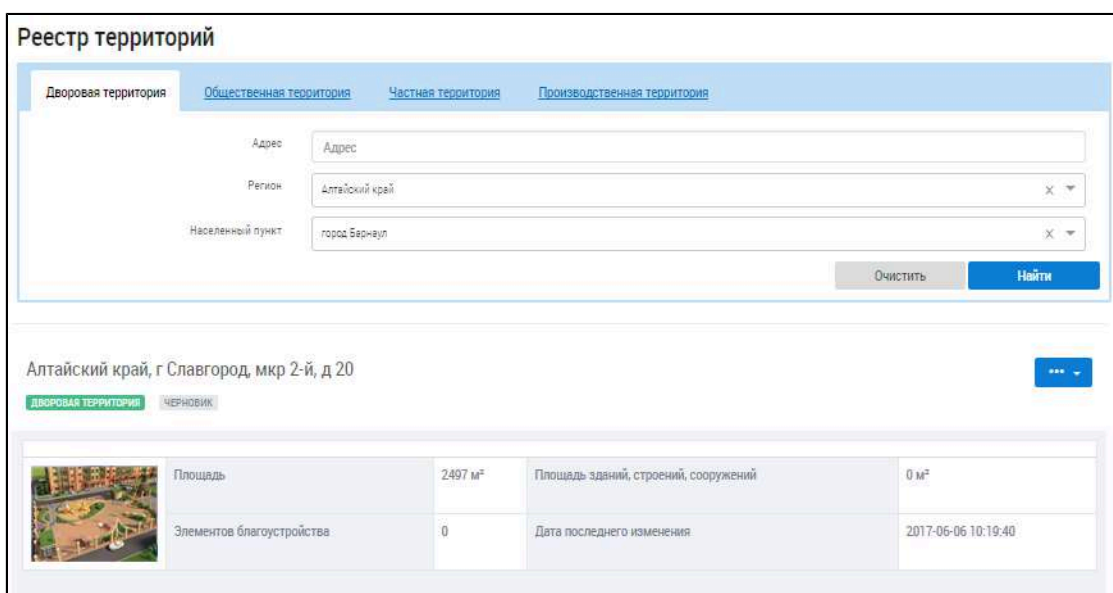 Реестр территорий
Дворовая территория Общественная территория Частная территория Производственная территория
Адрес Адрес
Регион Алтайский край x
Населенный пункт город Барнаул x
Очистить Найти
Алтайский край, г Славгород, мкр 2-й, д 20
ДВОРОВАЯ ТЕРРИТОРИЯ ЧЕРНОВИК
Площадь 2497 м² Площадь зданий, строений, сооружений 0 м²
Элементов благоустройства 0 Дата последнего изменения 2017-06-06 10:19:40